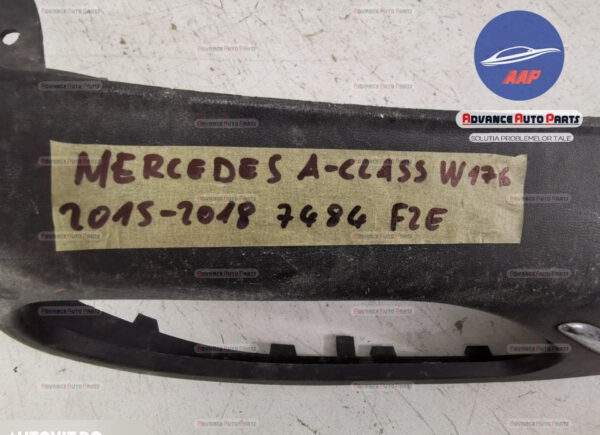 AAP
ADVANCE AUTO PARTS
SOLUTIA PROBLEMELOR TALE
MERCEDES A-CLASS W176
2015-2018 7484 F2E